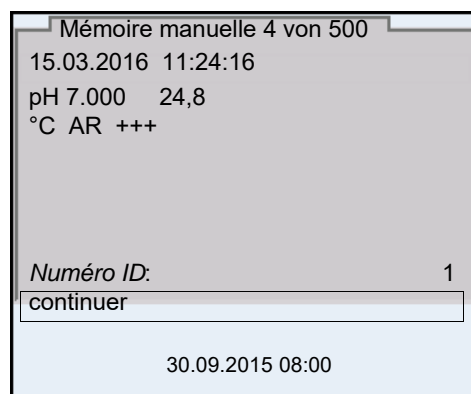 Mémoire manuelle 4 von 500
15.03.2016 11:24:16
pH 7.000 24,8
°C AR +++
Numéro ID: 1
continuer
30.09.2015 08:00